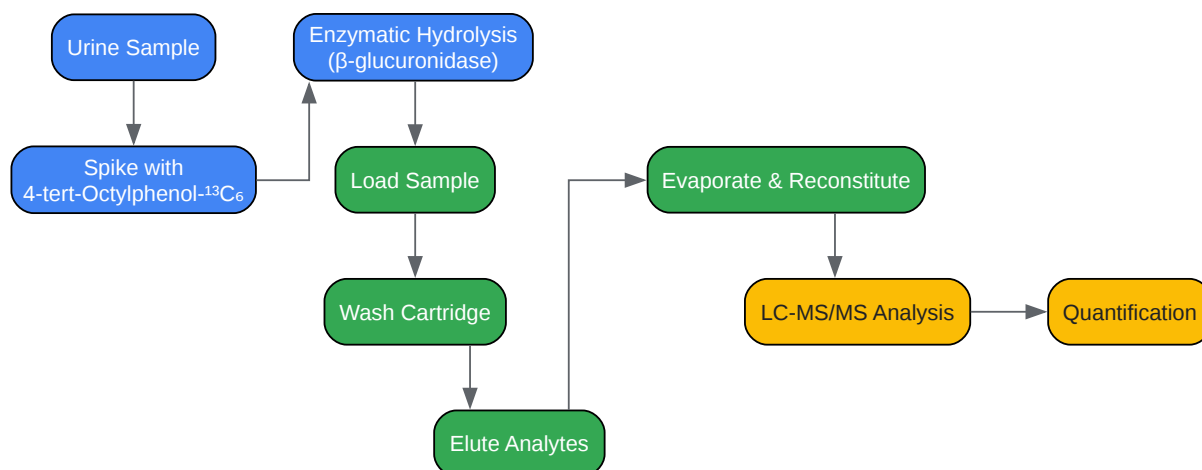 Urine Sample
Spike with
4-tert-Octylphenol-¹³C₆
Enzymatic Hydrolysis
(β-glucuronidase)
Load Sample
Wash Cartridge
Elute Analytes
Evaporate & Reconstitute
LC-MS/MS Analysis
Quantification